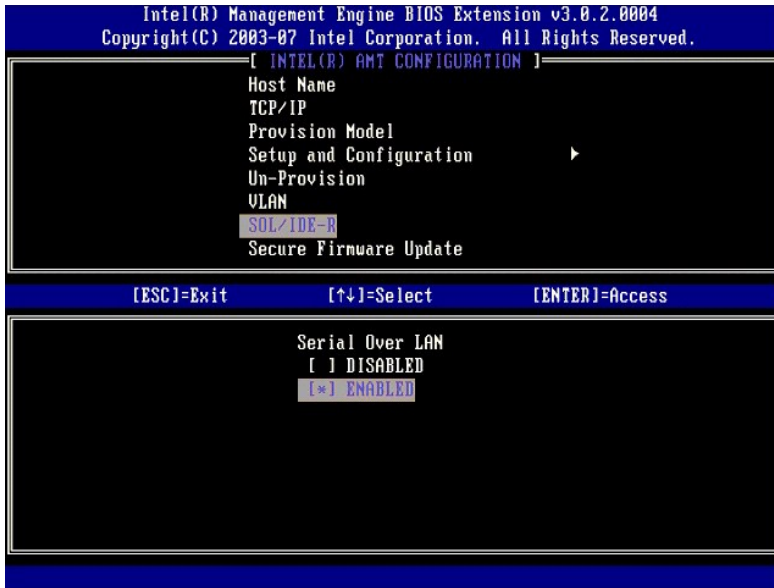 Intel(R) Management Engine BIOS Extension v3.0.2.0004
Copyright(C) 2003-07 Intel Corporation. All Rights Reserved.
[ INTEL(R) AMT CONFIGURATION ]
Host Name
TCP/IP
Provision Model
Setup and Configuration
Un-Provision
VLAN
SOL/IDE-R
Secure Firmware Update
[ESC]=Exit [↑↓]=Select [ENTER]=Access
Serial Over LAN
[ ] DISABLED
[*] ENABLED